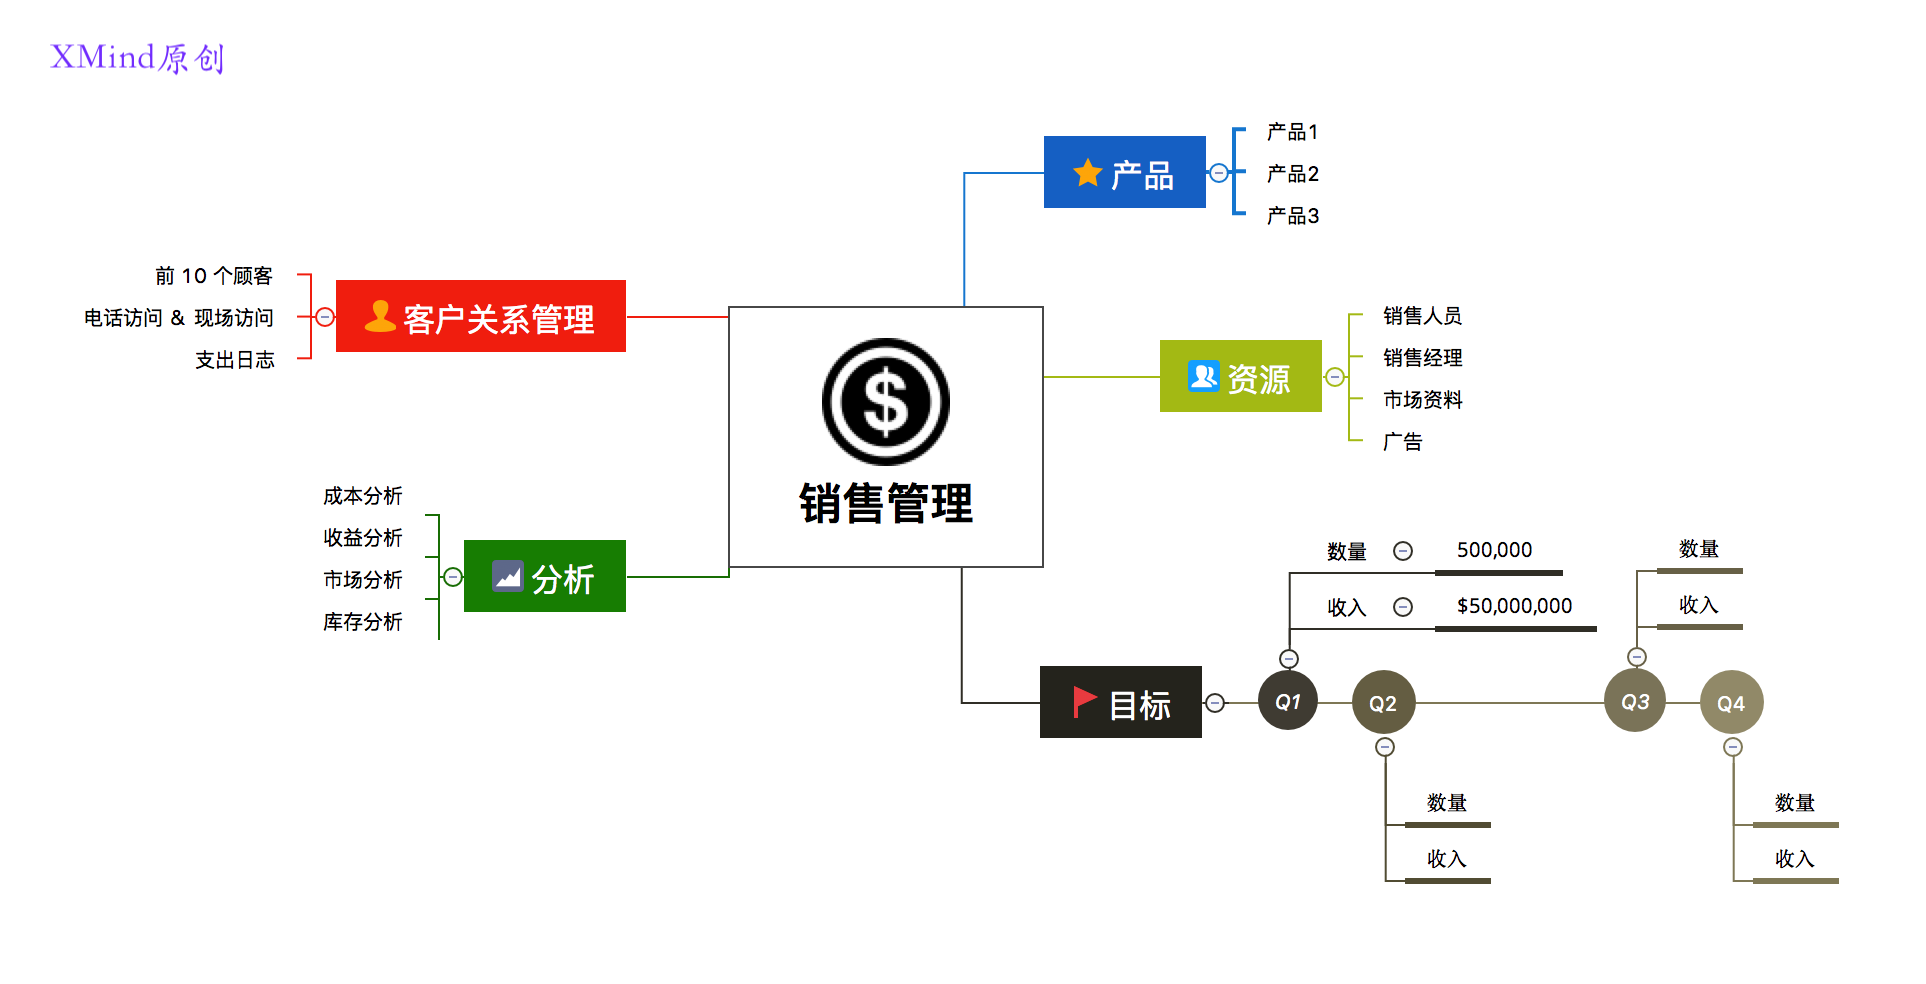 XMind原创
销售管理
产品
产品1
产品2
产品3
资源
销售人员
销售经理
市场资料
广告
目标
Q1
数量
500,000
收入
$50,000,000
Q2
数量
收入
Q3
数量
收入
Q4
数量
收入
客户关系管理
前 10 个顾客
电话访问 & 现场访问
支出日志
分析
成本分析
收益分析
市场分析
库存分析